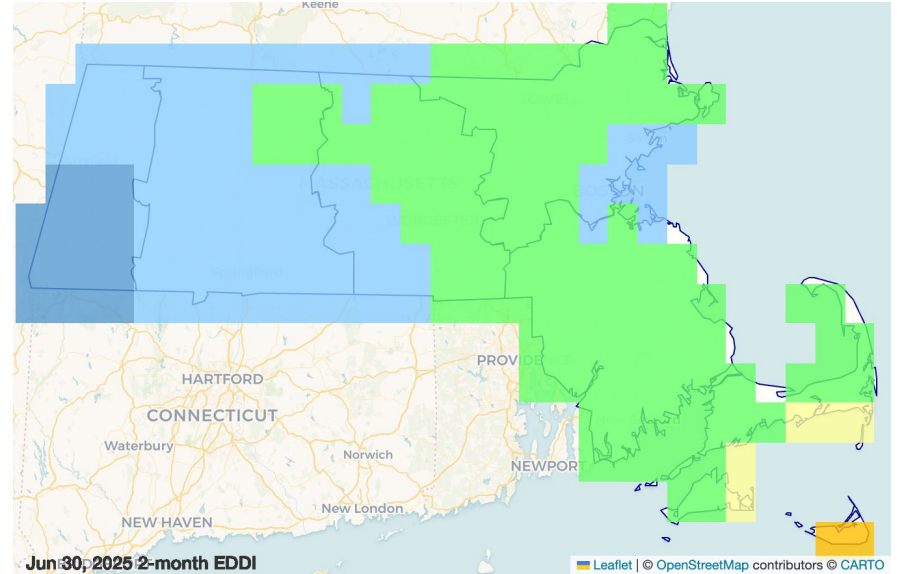 Keene
LOWELL
MASSACHUSETTS
BOSTON
WORCESTER
Springfield
PROVIDENCE
HARTFORD
CONNECTICUT
Waterbury
Norwich
NEWPORT
New London
NEW HAVEN
Jun 30, 2025 2-month EDDI
Leaflet | © OpenStreetMap contributors © CARTO